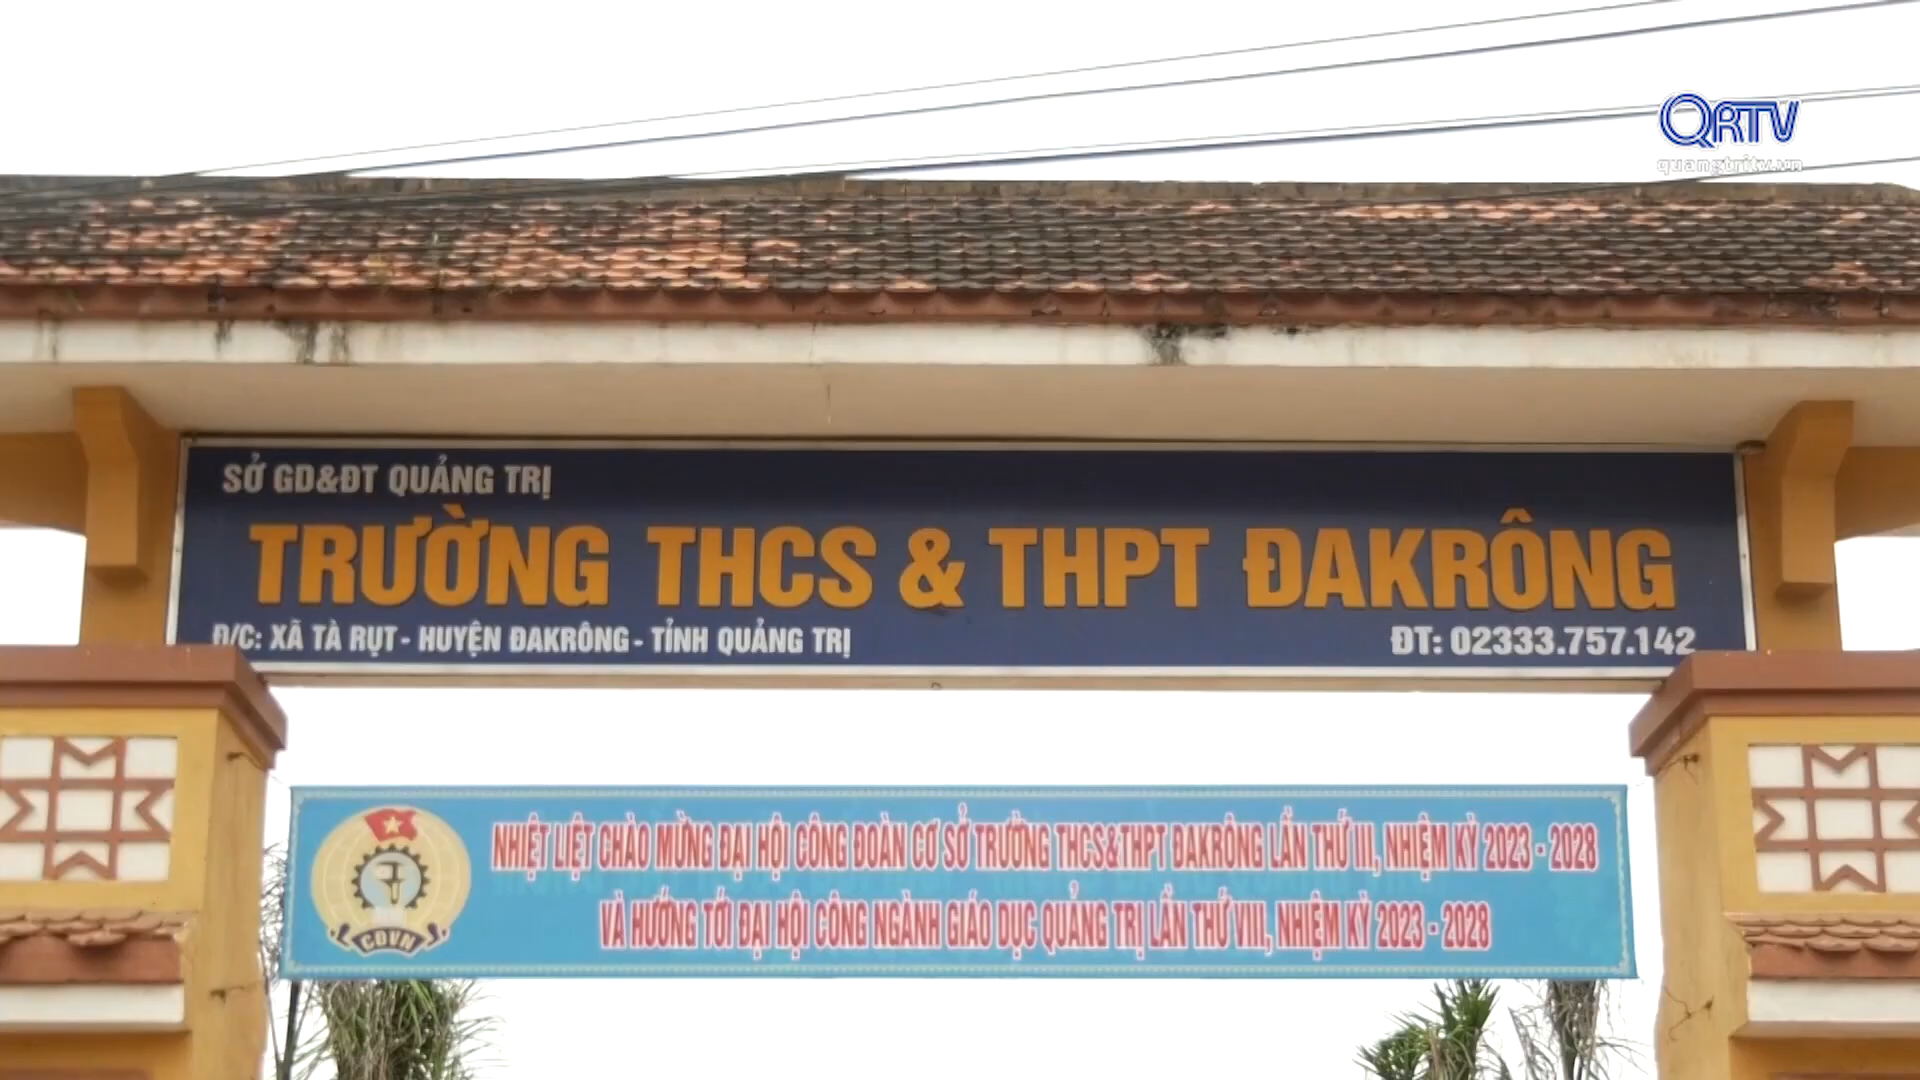 QRTV
quangtritv.vn
SỞ GD&ĐT QUẢNG TRỊ
TRƯỜNG THCS & THPT ĐAKRÔNG
Đ/C: XÃ TÀ RỤT - HUYỆN ĐAKRÔNG - TỈNH QUẢNG TRỊ
ĐT: 02333.757.142
NHIỆT LIỆT CHÀO MỪNG ĐẠI HỘI CÔNG ĐOÀN CƠ SỞ TRƯỜNG THCS&THPT ĐAKRÔNG LẦN THỨ III, NHIỆM KỲ 2023 - 2028
VÀ HƯỚNG TỚI ĐẠI HỘI CÔNG NGÀNH GIÁO DỤC QUẢNG TRỊ LẦN THỨ VIII, NHIỆM KỲ 2023 - 2028
CĐVN